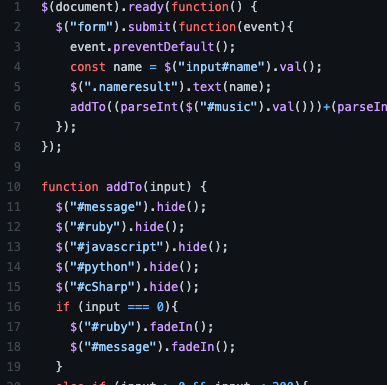 1 $(document).ready(function() {
2   $("form").submit(function(event){
3     event.preventDefault();
4     const name = $("input#name").val();
5     $(".nameresult").text(name);
6     addTo((parseInt($("#music").val()))+(parseIn
7   });
8 });
9
10 function addTo(input) {
11   $("#message").hide();
12   $("#ruby").hide();
13   $("#javascript").hide();
14   $("#python").hide();
15   $("#cSharp").hide();
16   if (input === 0){
17     $("#ruby").fadeIn();
18     $("#message").fadeIn();
19   }